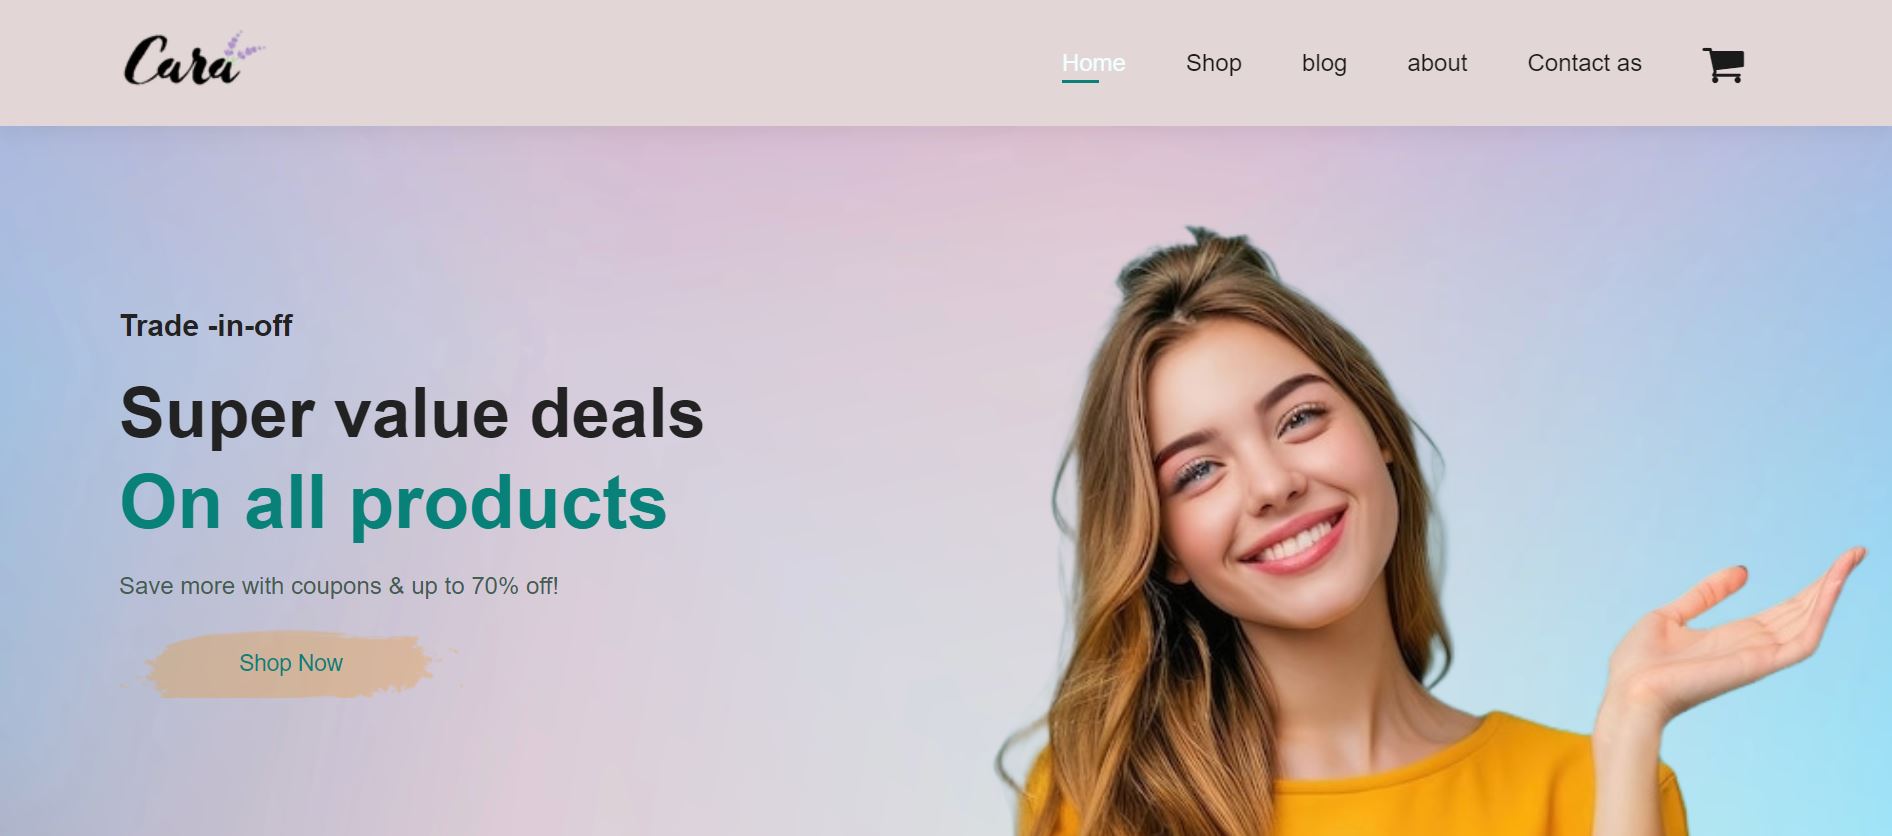 Cara
Home Shop blog about Contact as
Trade -in-off
Super value deals
On all products
Save more with coupons & up to 70% off!
Shop Now